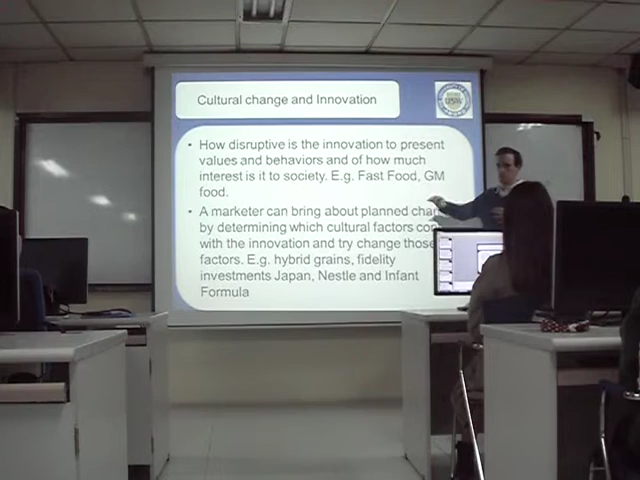 Cultural change and Innovation
• How disruptive is the innovation to present
values and behaviors and of how much
interest is it to society. E.g. Fast Food, GM
food.
• A marketer can bring about planned
by determining which cultural factors
with the innovation and try change those
factors. E.g. hybrid grains, fidelity
investments Japan, Nestle and Infant
Formula